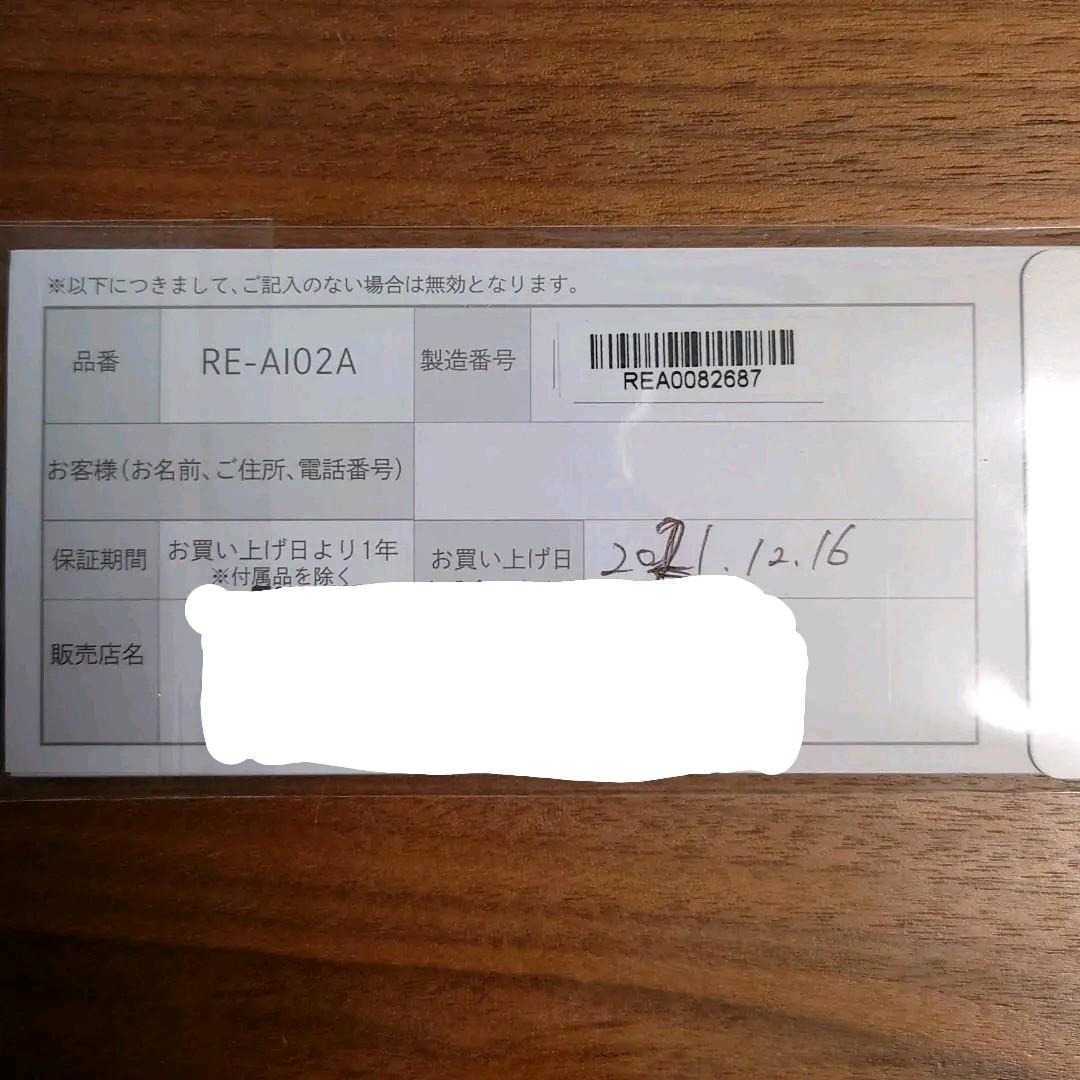 ※以下につきまして、ご記入のない場合は無効となります。
品番 RE-AI02A 製造番号 REA0082687
お客様(お名前、ご住所、電話番号)
保証期間 お買い上げ日より1年 お買い上げ日 2021.12.16
※付属品を除く
販売店名